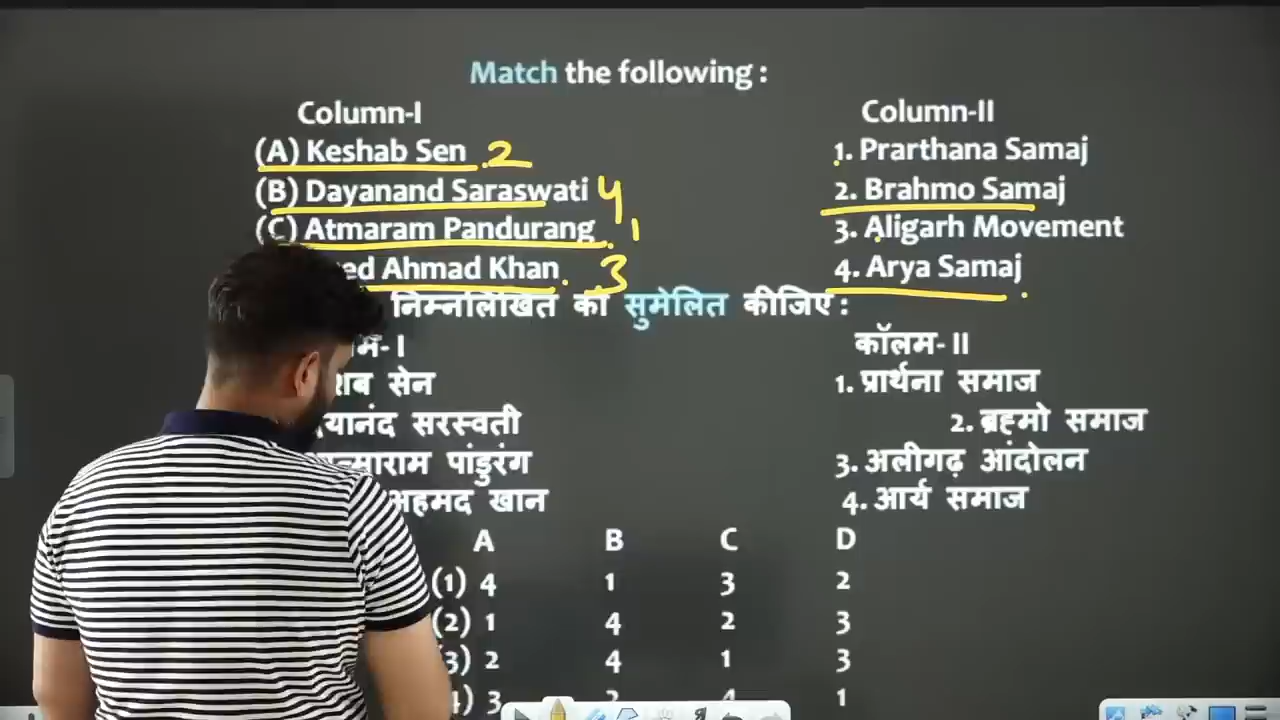 Match the following :
Column-I Column-II
(A) Keshab Sen 2 1. Prarthana Samaj
(B) Dayanand Saraswati 4 2. Brahmo Samaj
(C) Atmaram Pandurang 1 3. Aligarh Movement
Ahmad Khan 3 4. Arya Samaj
निम्नलिखित को सुमेलित कीजिए :
- I कॉलम- II
सेन 1. प्रार्थना समाज
सरस्वती 2. ब्रह्मो समाज
पांडुरंग 3. अलीगढ़ आंदोलन
अहमद खान 4. आर्य समाज
A B C D
(1) 4 1 3 2
(2) 1 4 2 3
(3) 2 4 1 3
3 2 4 1